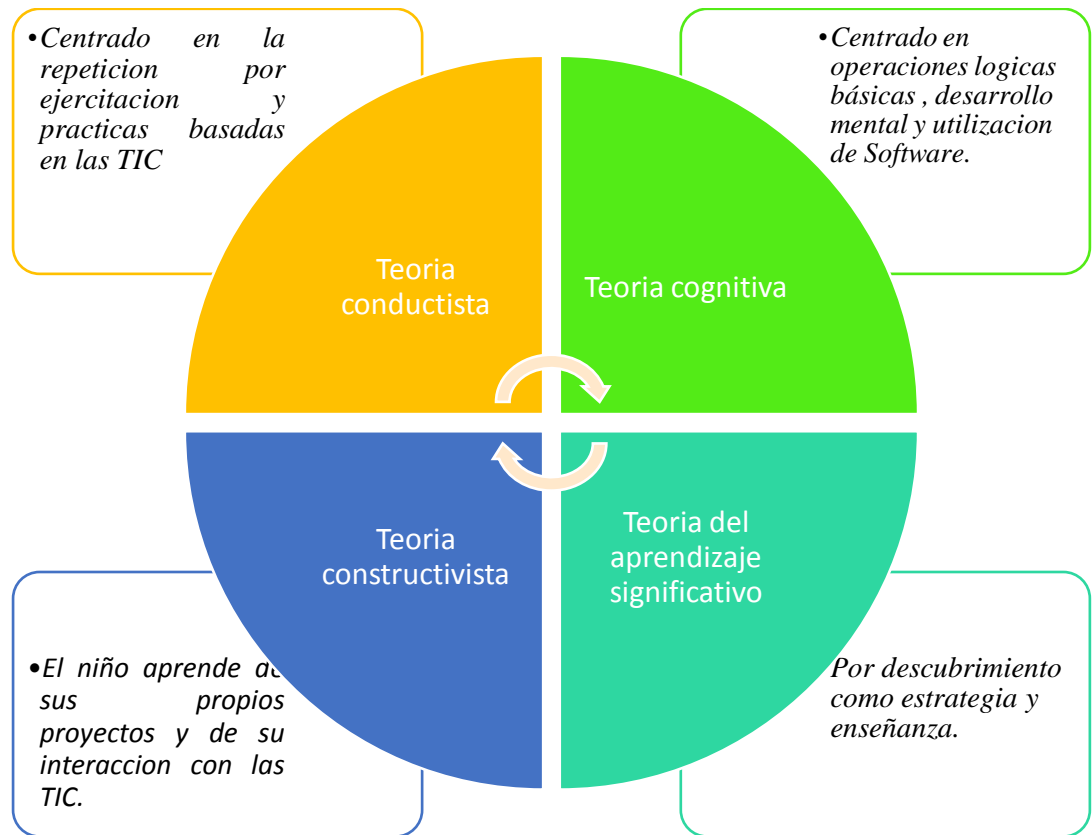 •Centrado en la
repeticion por
ejercitacion y
practicas basadas
en las TIC
•Centrado en
operaciones logicas
básicas , desarrollo
mental y utilizacion
de Software.
Teoria
conductista
Teoria cognitiva
Teoria
constructivista
Teoria del
aprendizaje
significativo
•El niño aprende de
sus propios
proyectos y de su
interaccion con las
TIC.
Por descubrimiento
como estrategia y
enseñanza.